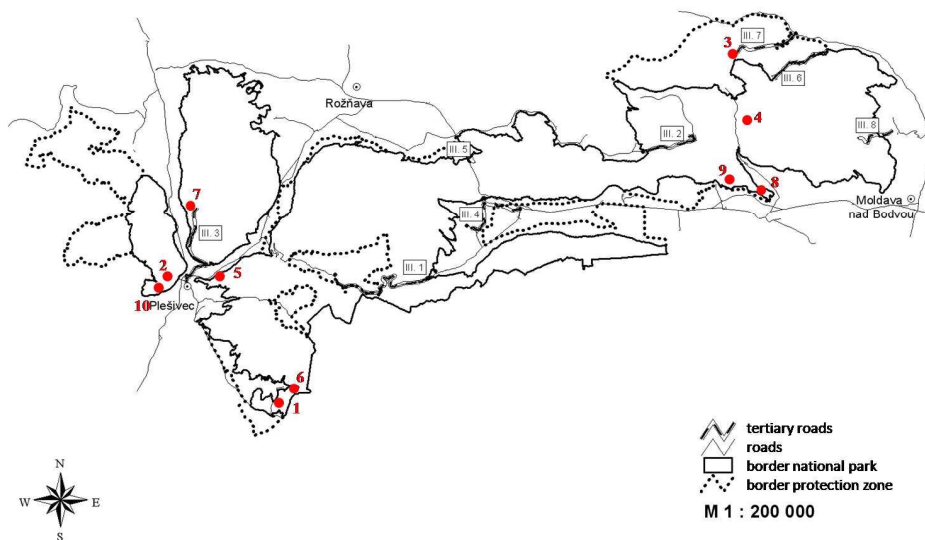 III. 7
3
III. 6
Rožňava
4
III. 2
III. 8
III. 5
9
8
Moldava
nad Bodvou
7
III. 4
III. 3
2
5
III. 1
10
Plešivec
6
1
tertiary roads
roads
border national park
border protection zone
M 1 : 200 000
N
W E
S